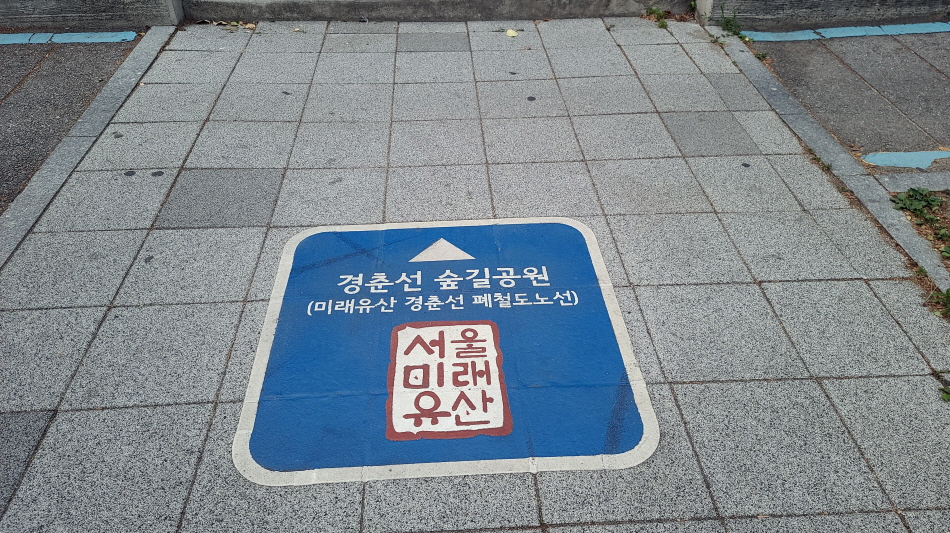 경춘선 숲길공원
(미래유산 경춘선 폐철도노선)
서울
미래
유산